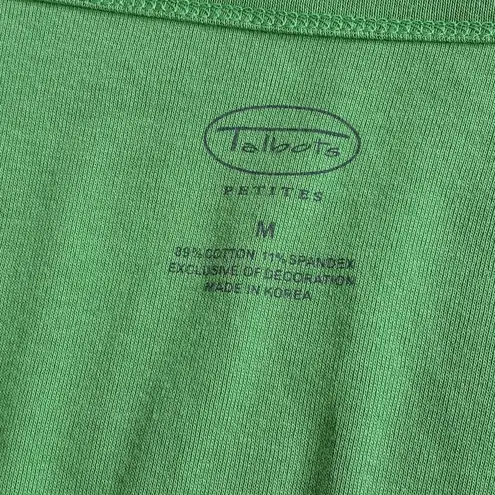 Talbots
PETITES
M
89% COTTON 11% SPANDEX
EXCLUSIVE OF DECORATION
MADE IN KOREA